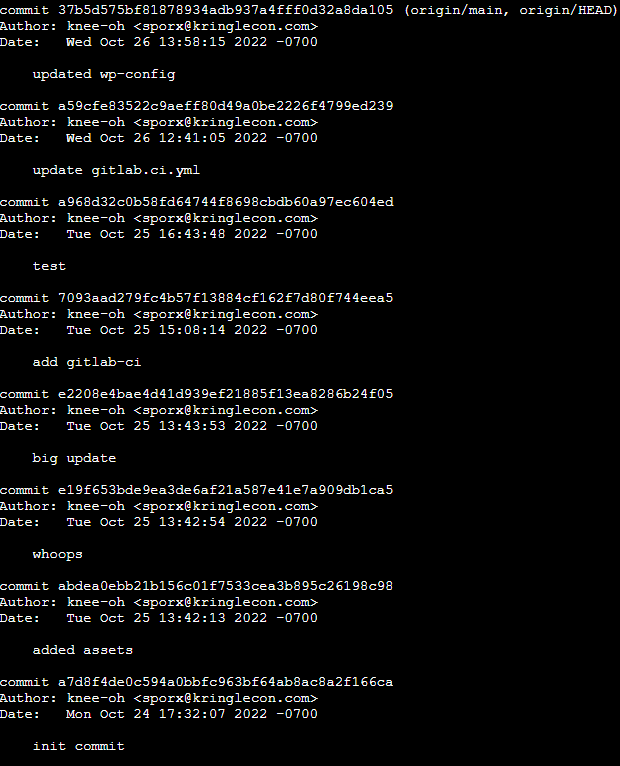 commit 37b5d575bf81878934adb937a4fff0d32a8da105 (origin/main, origin/HEAD)
Author: knee-oh <sporx@kringlecon.com>
Date:   Wed Oct 26 13:58:15 2022 -0700
updated wp-config
commit a59cfe83522c9aeff80d49a0be2226f4799ed239
Author: knee-oh <sporx@kringlecon.com>
Date:   Wed Oct 26 12:41:05 2022 -0700
update gitlab.ci.yml
commit a968d32c0b58fd64744f8698cbdb60a97ec604ed
Author: knee-oh <sporx@kringlecon.com>
Date:   Tue Oct 25 16:43:48 2022 -0700
test
commit 7093aad279fc4b57f13884cf162f7d80f744eea5
Author: knee-oh <sporx@kringlecon.com>
Date:   Tue Oct 25 15:08:14 2022 -0700
add gitlab-ci
commit e2208e4bae4d41d939ef21885f13ea8286b24f05
Author: knee-oh <sporx@kringlecon.com>
Date:   Tue Oct 25 13:43:53 2022 -0700
big update
commit e19f653bde9ea3de6af21a587e41e7a909db1ca5
Author: knee-oh <sporx@kringlecon.com>
Date:   Tue Oct 25 13:42:54 2022 -0700
whoops
commit abdea0ebb21b156c01f7533cea3b895c26198c98
Author: knee-oh <sporx@kringlecon.com>
Date:   Tue Oct 25 13:42:13 2022 -0700
added assets
commit a7d8f4de0c594a0bbfc963bf64ab8ac8a2f166ca
Author: knee-oh <sporx@kringlecon.com>
Date:   Mon Oct 24 17:32:07 2022 -0700
init commit